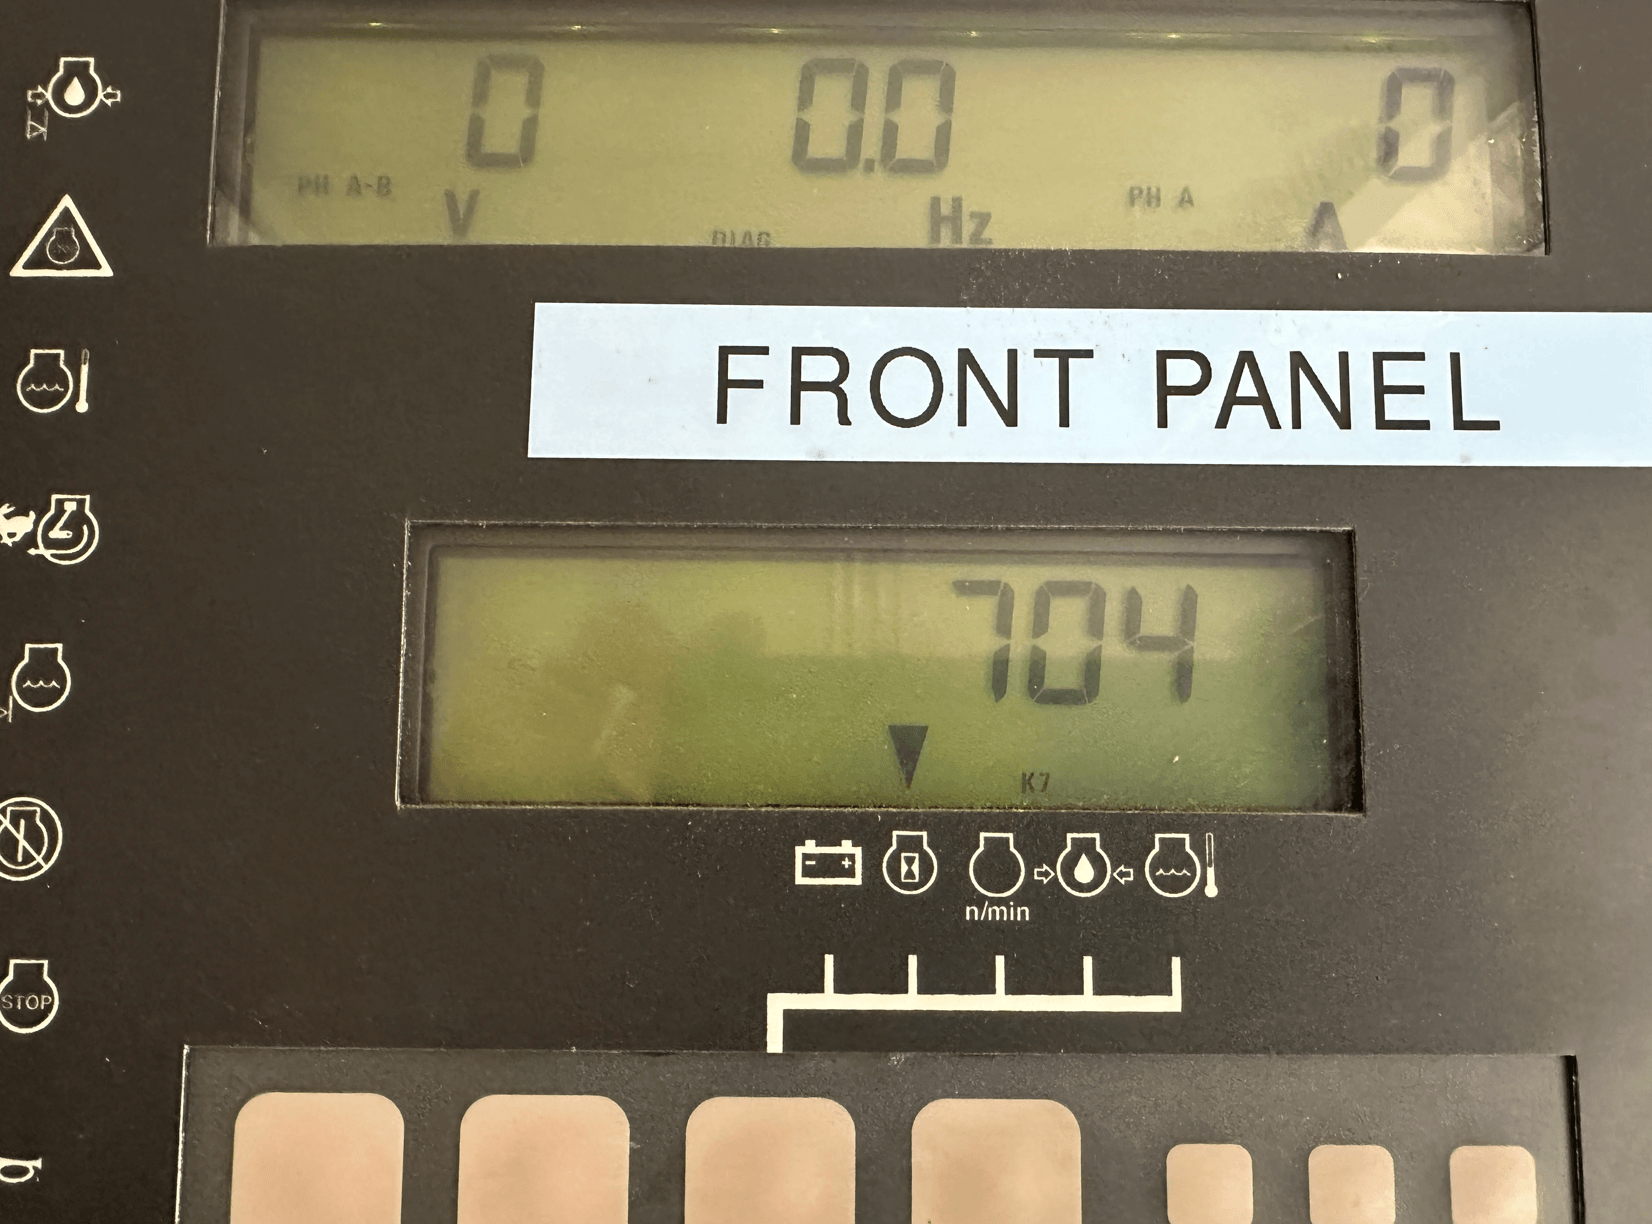 0 0.0 0
PH A-B V DIAG Hz PH A A
FRONT PANEL
704
K7
- +
n/min
STOP